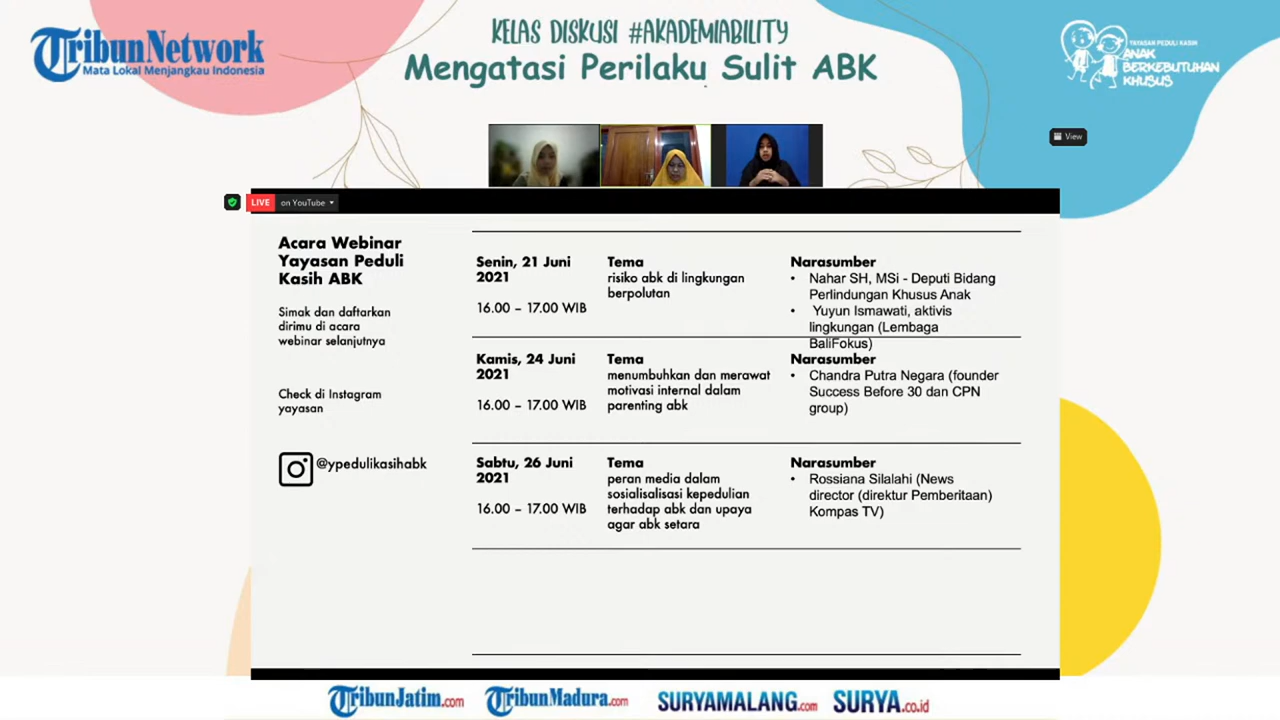 TribunNetwork
Mata Lokal Menjangkau Indonesia
KELAS DISKUSI #AKADEMIABILITY
Mengatasi Perilaku Sulit ABK
YAYASAN PEDULI KASIH
ANAK
BERKEBUTUHAN
KHUSUS
View
LIVE on YouTube
Acara Webinar
Yayasan Peduli
Kasih ABK
Simak dan daftarkan
dirimu di acara
webinar selanjutnya
Check di Instagram
yayasan
@ypedulikasihabk
Senin, 21 Juni
2021
16.00 – 17.00 WIB
Tema
risiko abk di lingkungan
berpolutan
Narasumber
• Nahar SH, MSi - Deputi Bidang
Perlindungan Khusus Anak
• Yuyun Ismawati, aktivis
lingkungan (Lembaga
BaliFokus)
Kamis, 24 Juni
2021
16.00 – 17.00 WIB
Tema
menumbuhkan dan merawat
motivasi internal dalam
parenting abk
Narasumber
• Chandra Putra Negara (founder
Success Before 30 dan CPN
group)
Sabtu, 26 Juni
2021
16.00 – 17.00 WIB
Tema
peran media dalam
sosialisalisasi kepedulian
terhadap abk dan upaya
agar abk setara
Narasumber
• Rossiana Silalahi (News
director (direktur Pemberitaan)
Kompas TV)
TribunJatim.com
TribunMadura.com
SURYAMALANG.com
SURYA.co.id